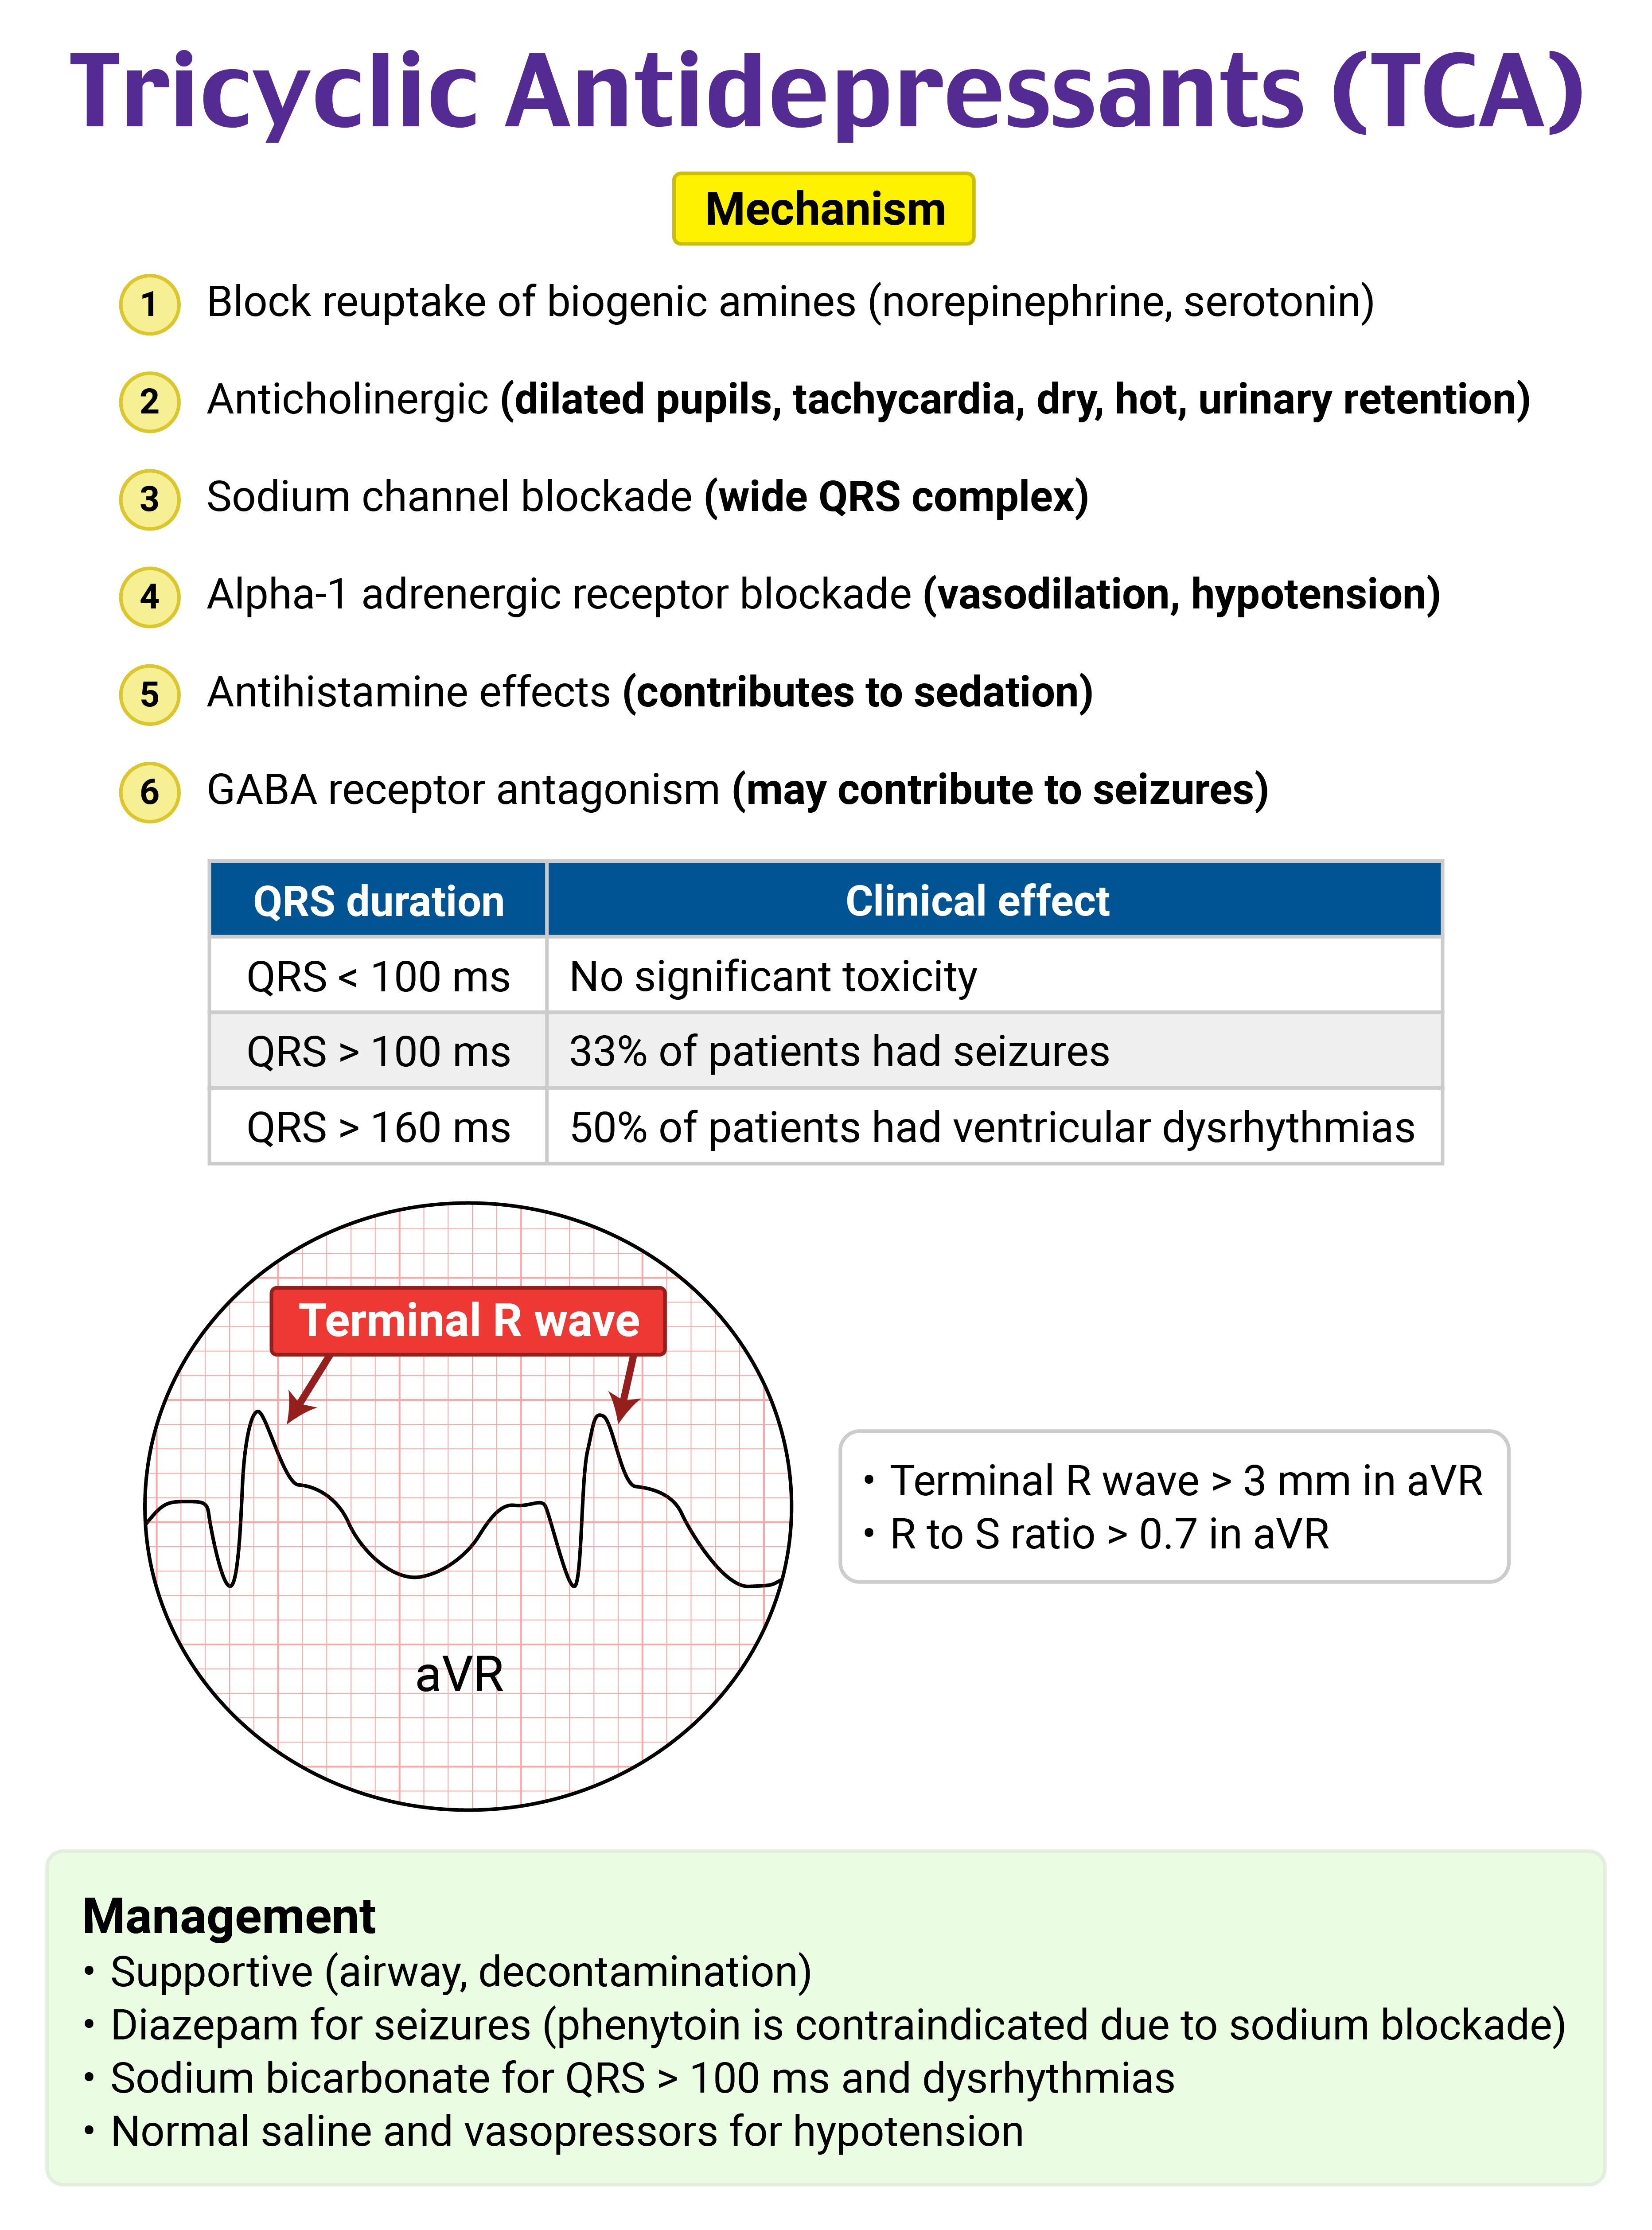 Tricyclic Antidepressants (TCA)
Mechanism
1 Block reuptake of biogenic amines (norepinephrine, serotonin)
2 Anticholinergic (dilated pupils, tachycardia, dry, hot, urinary retention)
3 Sodium channel blockade (wide QRS complex)
4 Alpha-1 adrenergic receptor blockade (vasodilation, hypotension)
5 Antihistamine effects (contributes to sedation)
6 GABA receptor antagonism (may contribute to seizures)
QRS duration Clinical effect
QRS < 100 ms No significant toxicity
QRS > 100 ms 33% of patients had seizures
QRS > 160 ms 50% of patients had ventricular dysrhythmias
Terminal R wave
aVR
• Terminal R wave > 3 mm in aVR
• R to S ratio > 0.7 in aVR
Management
• Supportive (airway, decontamination)
• Diazepam for seizures (phenytoin is contraindicated due to sodium blockade)
• Sodium bicarbonate for QRS > 100 ms and dysrhythmias
• Normal saline and vasopressors for hypotension